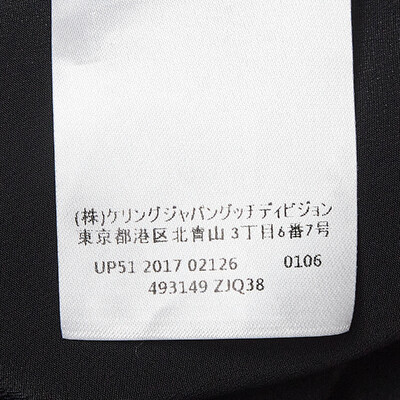 (株)ケリングジャパングッチディビジョン
東京都港区北青山3丁目6番7号
UP51 2017 02126 0106
493149 ZJQ38